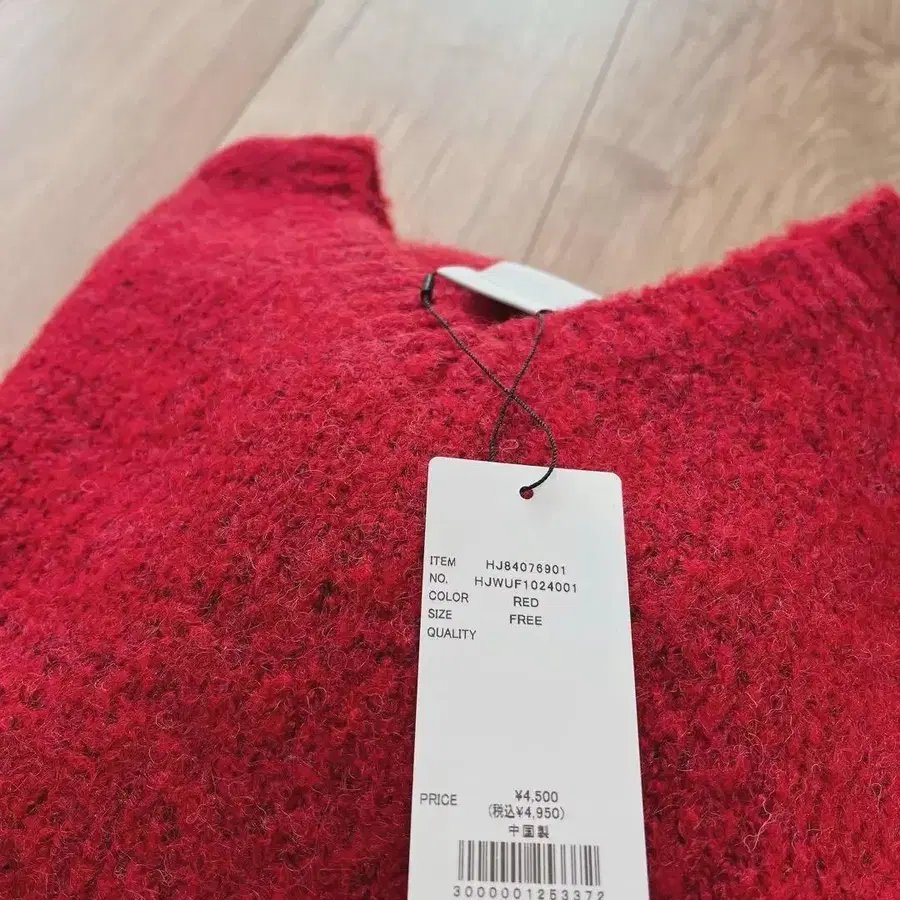 ITEM HJ84076901
NO. HJWUF1024001
COLOR RED
SIZE FREE
QUALITY
PRICE ¥4,500
(税込¥4,950)
中国製
3000001253372